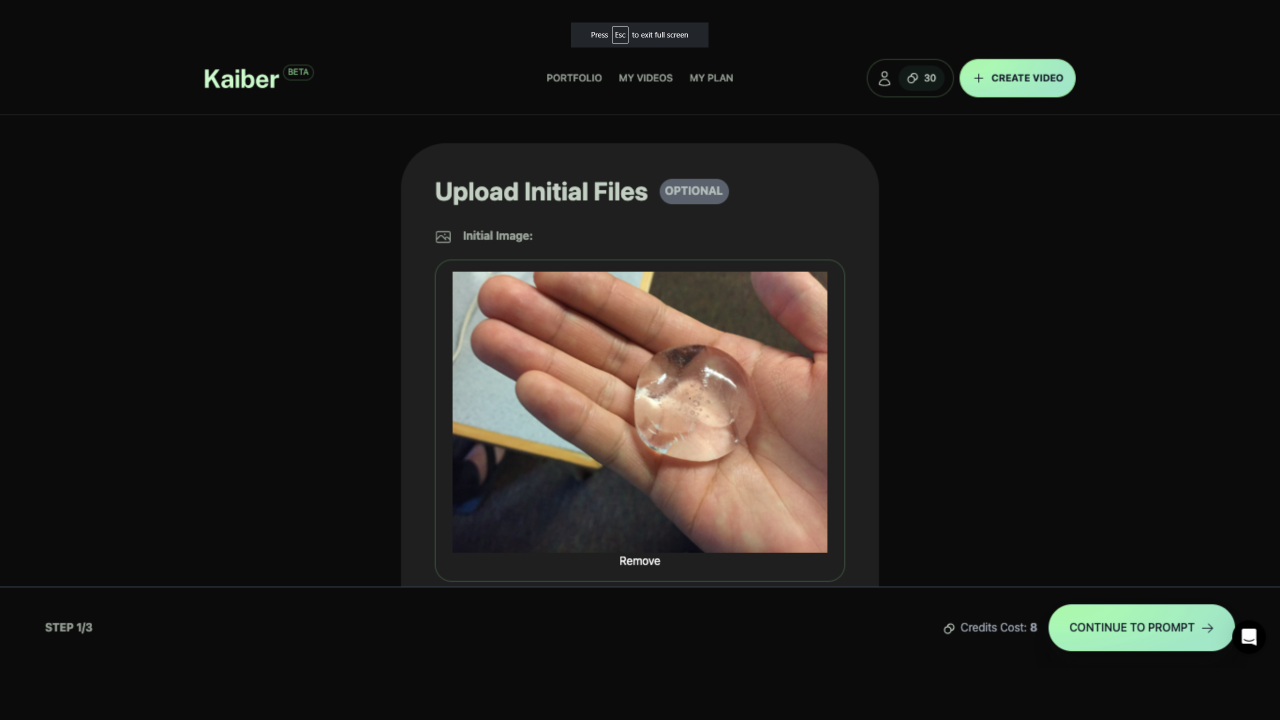 Press Esc to exit full screen
Kaiber BETA
PORTFOLIO MY VIDEOS MY PLAN
30
+ CREATE VIDEO
Upload Initial Files OPTIONAL
Initial Image:
Remove
STEP 1/3
Credits Cost: 8
CONTINUE TO PROMPT →